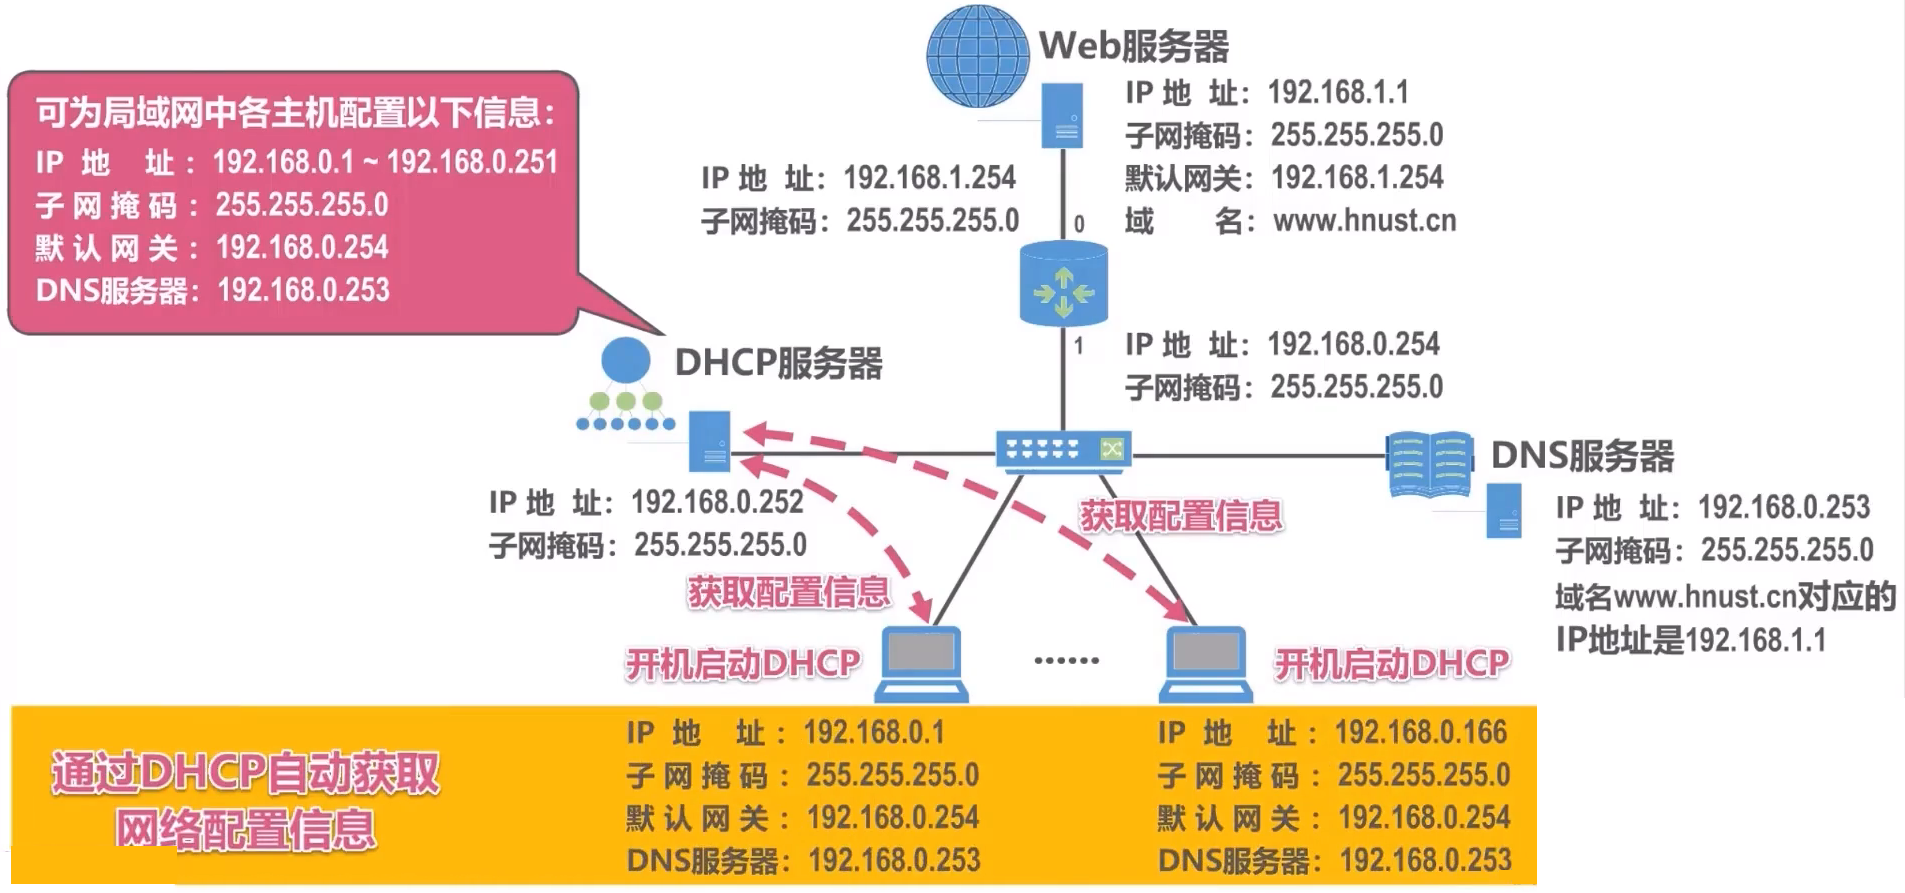 Web服务器
IP 地 址：192.168.1.1
子网掩码：255.255.255.0
默认网关：192.168.1.254
域 名：www.hnust.cn
可为局域网中各主机配置以下信息：
IP 地 址：192.168.0.1 ~ 192.168.0.251
子网掩码：255.255.255.0
默认网关：192.168.0.254
DNS服务器：192.168.0.253
IP 地 址：192.168.1.254
子网掩码：255.255.255.0
0
1
IP 地 址：192.168.0.254
子网掩码：255.255.255.0
DHCP服务器
IP 地 址：192.168.0.252
子网掩码：255.255.255.0
DNS服务器
IP 地 址：192.168.0.253
子网掩码：255.255.255.0
域名www.hnust.cn对应的
IP地址是192.168.1.1
获取配置信息
获取配置信息
开机启动DHCP
······
开机启动DHCP
通过DHCP自动获取
网络配置信息
IP 地 址：192.168.0.1
子网掩码：255.255.255.0
默认网关：192.168.0.254
DNS服务器：192.168.0.253
IP 地 址：192.168.0.166
子网掩码：255.255.255.0
默认网关：192.168.0.254
DNS服务器：192.168.0.253